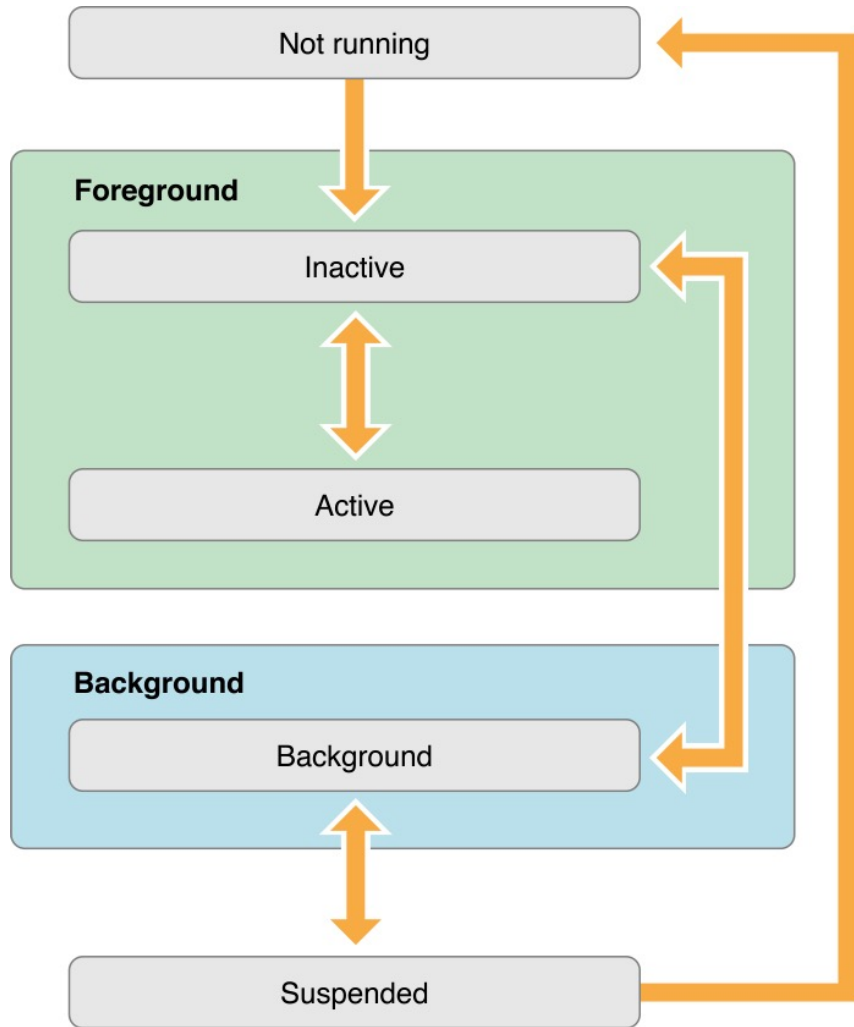 Not running
Foreground
Inactive
Active
Background
Background
Suspended